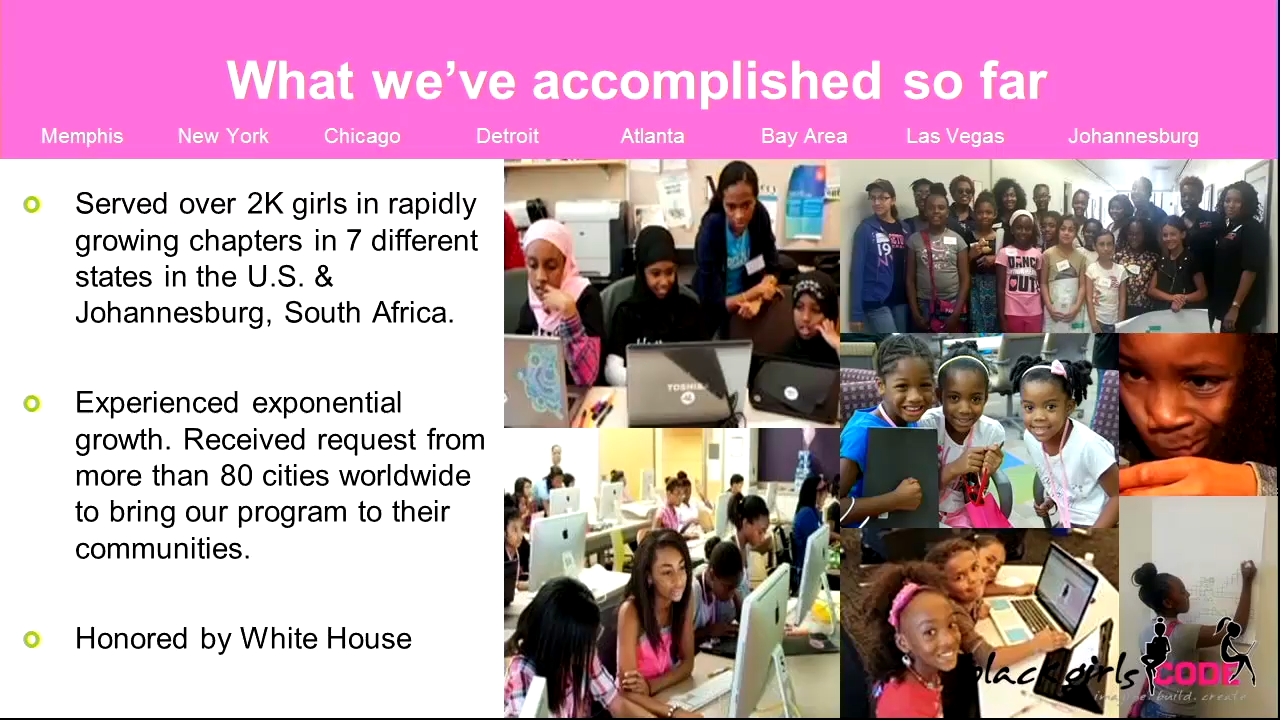 What we’ve accomplished so far
Memphis New York Chicago Detroit Atlanta Bay Area Las Vegas Johannesburg
Served over 2K girls in rapidly
growing chapters in 7 different
states in the U.S. &
Johannesburg, South Africa.
Experienced exponential
growth. Received request from
more than 80 cities worldwide
to bring our program to their
communities.
Honored by White House
TOSHIBA
DANCE
OUT
19
black girls CODE
imagine. build. create